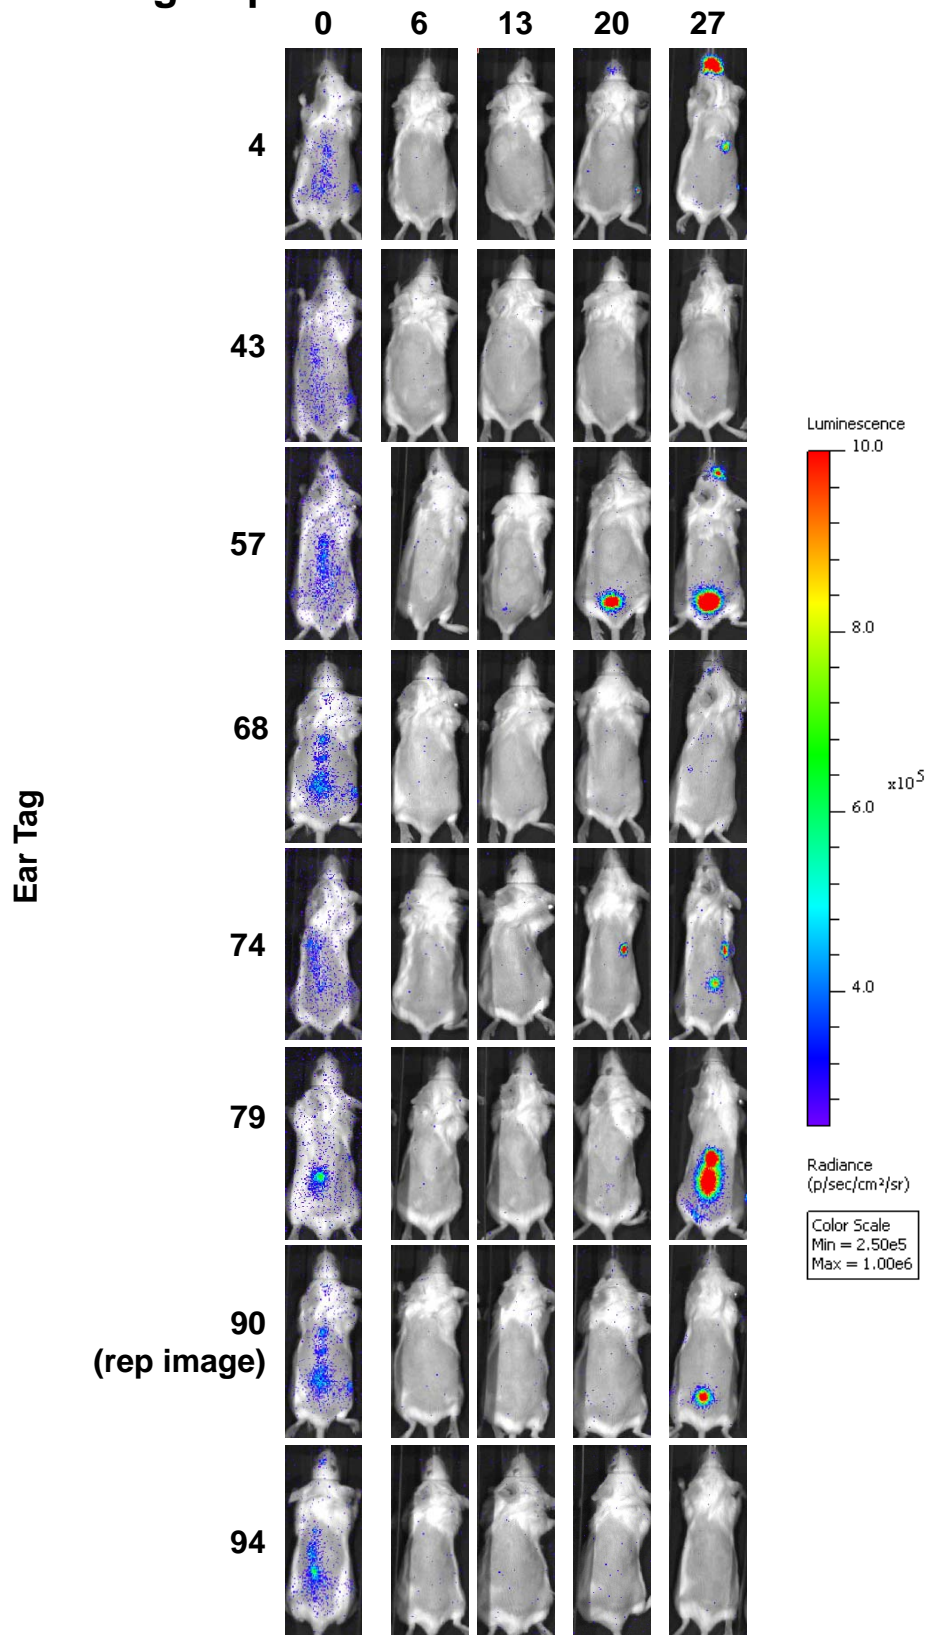 0 6 13 20 27
4
43
57
68
74
79
90
(rep image)
94
Ear Tag
Luminescence
10.0
8.0
6.0
x10⁵
4.0
Radiance
(p/sec/cm²/sr)
Color Scale
Min = 2.50e5
Max = 1.00e6